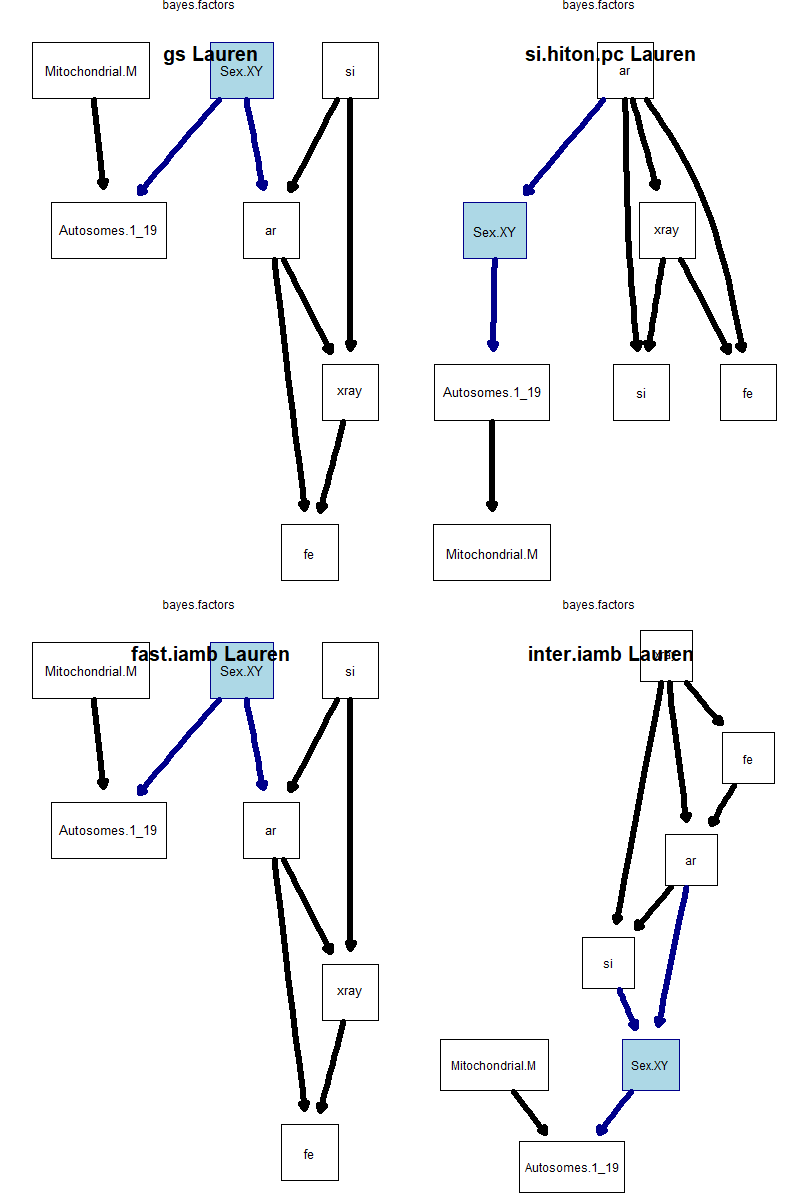 bayes.factors
gs Lauren
Mitochondrial.M
Sex.XY
si
Autosomes.1_19
ar
xray
fe
bayes.factors
si.hiton.pc Lauren
ar
Sex.XY
xray
Autosomes.1_19
si
fe
Mitochondrial.M
bayes.factors
fast.iamb Lauren
Mitochondrial.M
Sex.XY
si
Autosomes.1_19
ar
xray
fe
bayes.factors
inter.iamb Lauren
fe
ar
si
Mitochondrial.M
Sex.XY
Autosomes.1_19